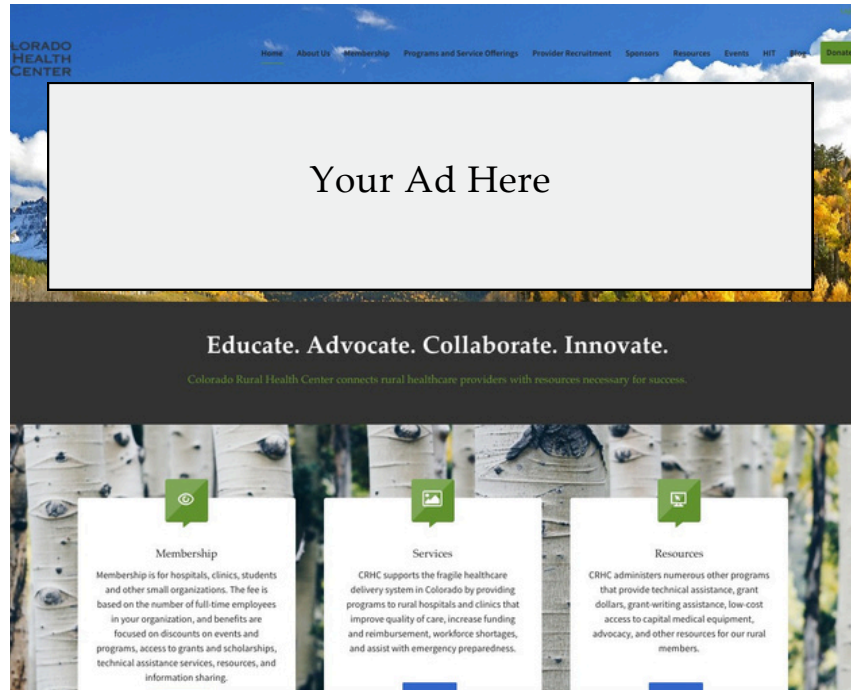 LORADO
HEALTH
CENTER
Home About Us Membership Programs and Service Offerings Provider Recruitment Sponsors Resources Events HIT Blog Donate
Your Ad Here
Educate. Advocate. Collaborate. Innovate.
Colorado Rural Health Center connects rural healthcare providers with resources necessary for success.
Membership
Membership is for hospitals, clinics, students
and other small organizations. The fee is
based on the number of full-time employees
in your organization, and benefits are
focused on discounts on events and
programs, access to grants and scholarships,
technical assistance services, resources, and
information sharing.
Services
CRHC supports the fragile healthcare
delivery system in Colorado by providing
programs to rural hospitals and clinics that
improve quality of care, increase funding
and reimbursement, workforce shortages,
and assist with emergency preparedness.
Resources
CRHC administers numerous other programs
that provide technical assistance, grant
dollars, grant-writing assistance, low-cost
access to capital medical equipment,
advocacy, and other resources for our rural
members.